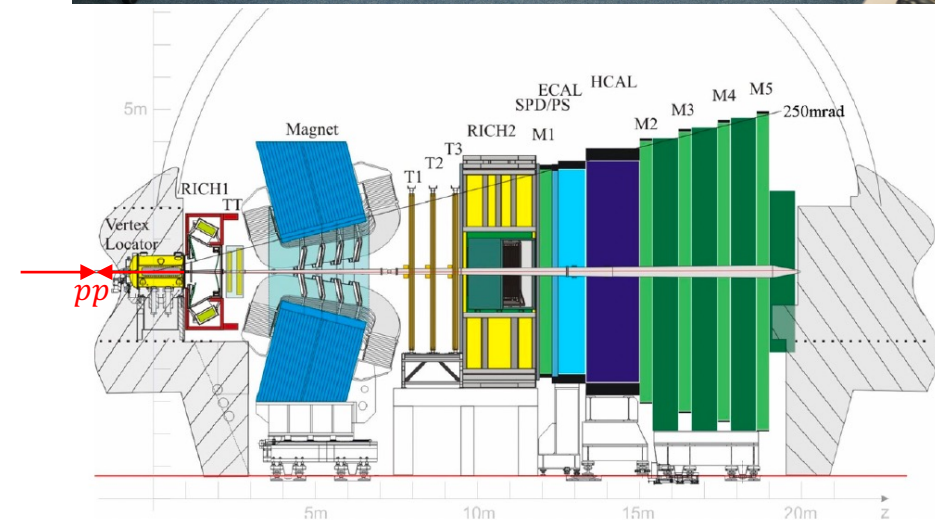 5m
Magnet
RICH1
TT
Vertex
Locator
pp
T1
T2
T3
RICH2
M1
SPD/PS
ECAL
HCAL
M2
M3
M4
M5
250mrad
5m
10m
15m
20m
z